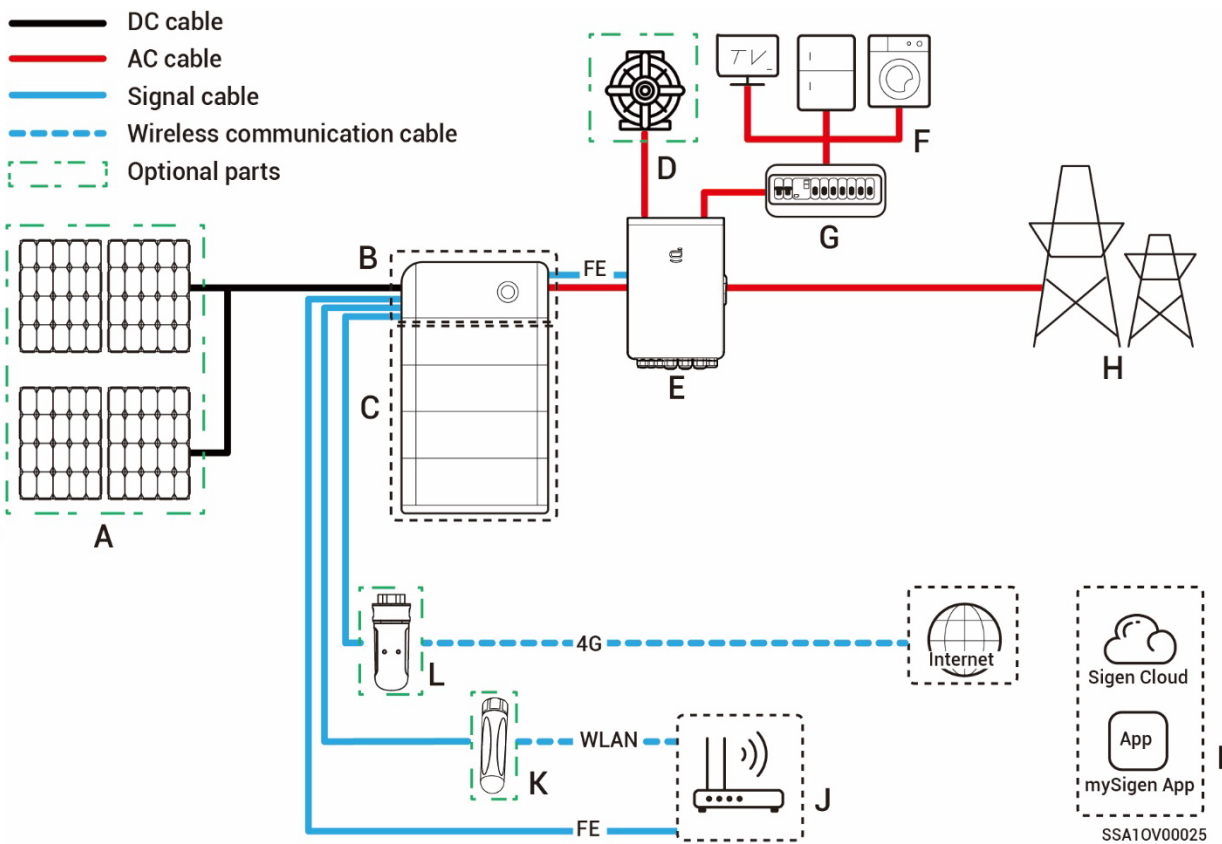 DC cable
AC cable
Signal cable
Wireless communication cable
Optional parts
TV
D
F
G
B
FE
E
H
C
A
4G
L
Internet
Sigen Cloud
WLAN
K
J
App
mySigen App
I
FE
SSA1OV00025